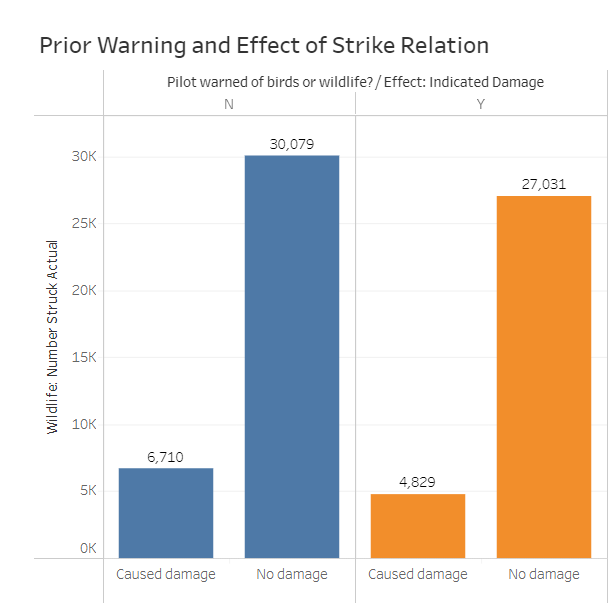 Prior Warning and Effect of Strike Relation
Pilot warned of birds or wildlife? / Effect: Indicated Damage
N
Y
Wildlife: Number Struck Actual
30K
25K
20K
15K
10K
5K
0K
6,710
30,079
4,829
27,031
Caused damage
No damage
Caused damage
No damage